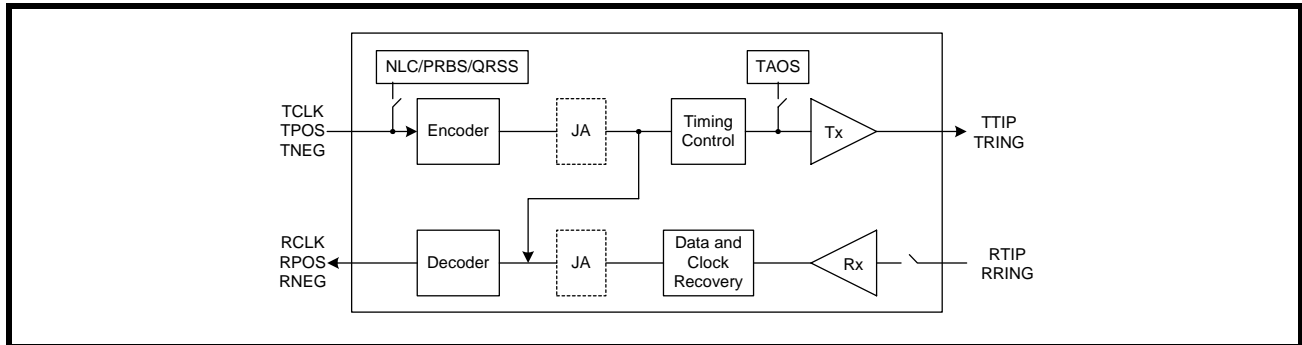 NLC/PRBS/QRSS
TAOS
TCLK
TPOS
TNEG
Encoder
JA
Timing
Control
Tx
TTIP
TRING
RCLK
RPOS
RNEG
Decoder
JA
Data and
Clock
Recovery
Rx
RTIP
RRING